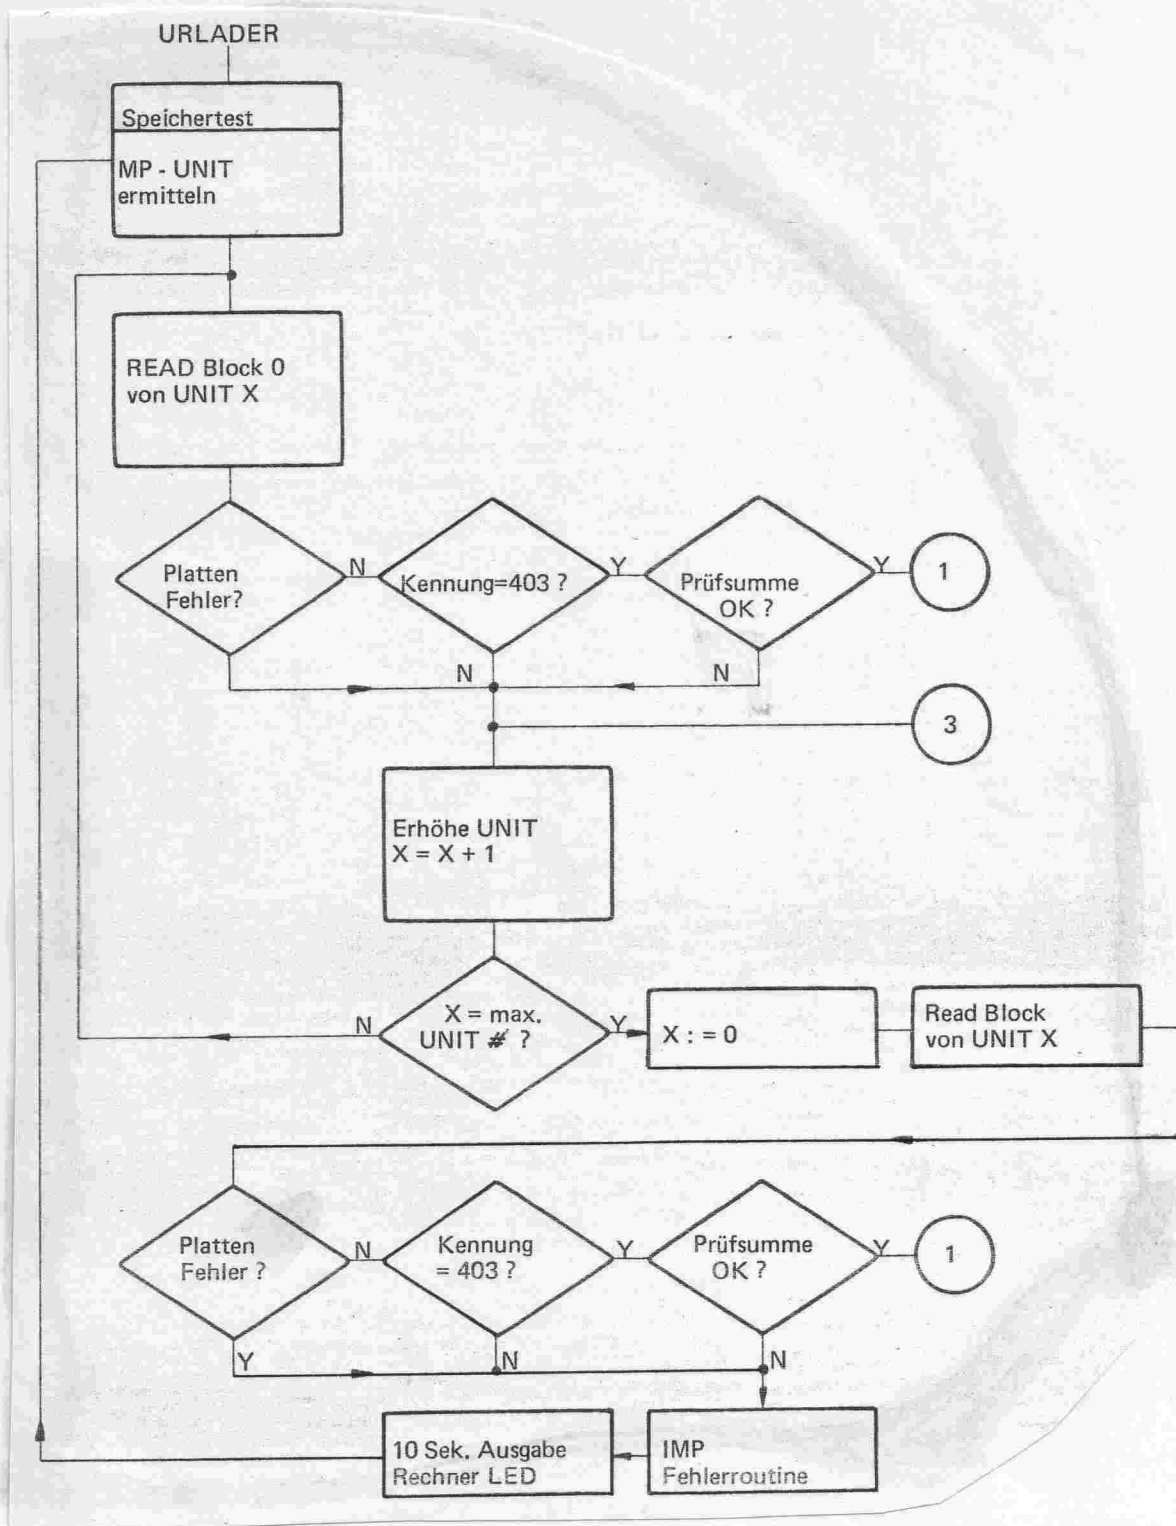 URLADER
Speichertest
MP - UNIT
ermitteln
READ Block 0
von UNIT X
Platten
Fehler?
N
Kennung=403 ?
Y
Prüfsumme
OK ?
Y
1
N
N
3
Erhöhe UNIT
X = X + 1
N
X = max.
UNIT # ?
Y
X : = 0
Read Block
von UNIT X
Platten
Fehler ?
N
Kennung
= 403 ?
Y
Prüfsumme
OK ?
Y
1
Y
N
N
10 Sek. Ausgabe
Rechner LED
IMP
Fehlerroutine